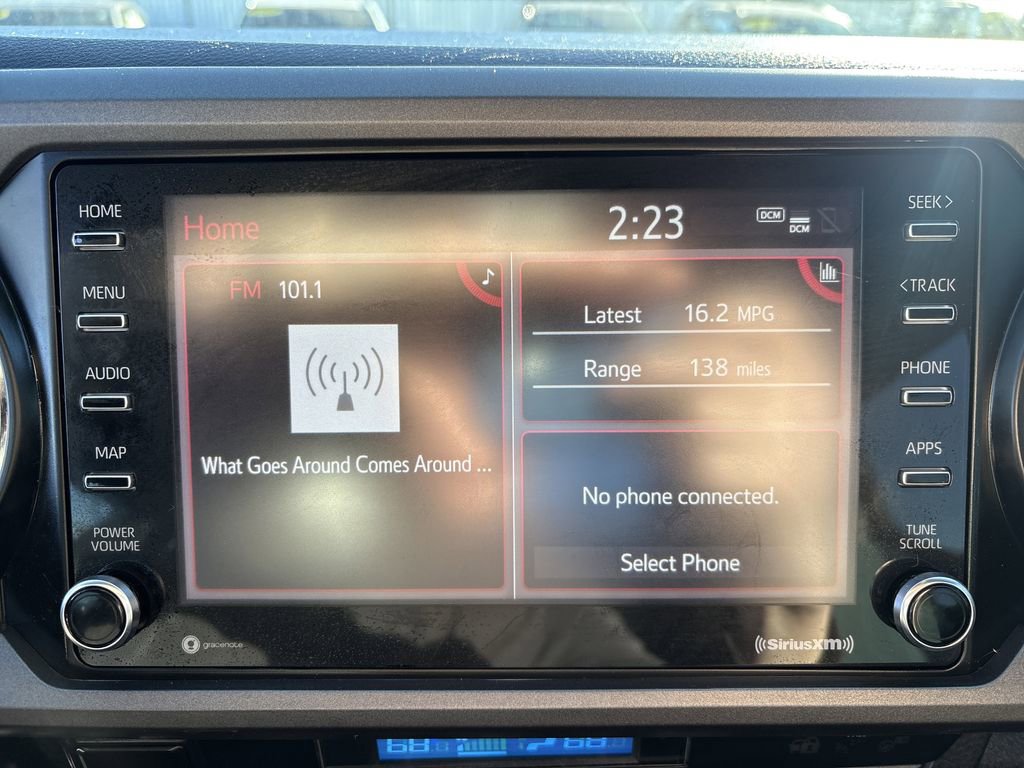 HOME
MENU
AUDIO
MAP
POWER
VOLUME
Home
2:23
DCM
DCM
FM 101.1
What Goes Around Comes Around ...
Latest 16.2 MPG
Range 138 miles
No phone connected.
Select Phone
SEEK >
< TRACK
PHONE
APPS
TUNE
SCROLL
gracenote
((SiriusXM))
68 68